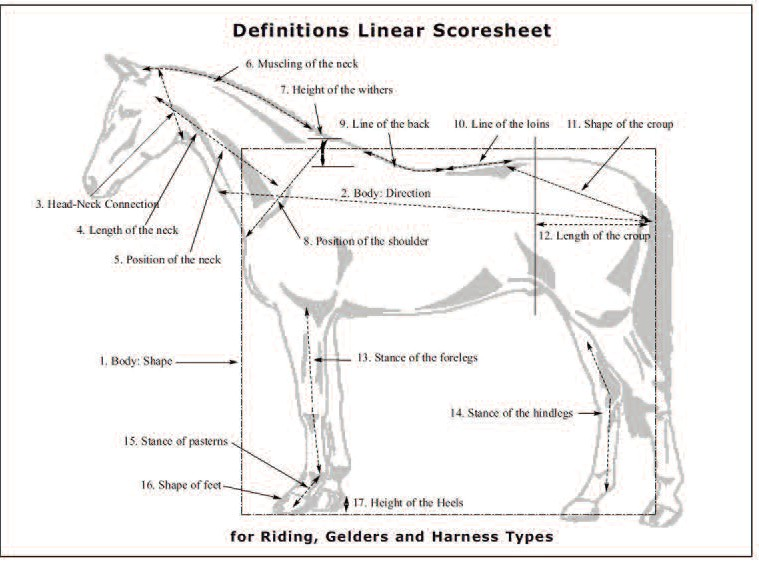 Definitions Linear Scoresheet
6. Muscling of the neck
7. Height of the withers
9. Line of the back
10. Line of the loins
11. Shape of the croup
2. Body: Direction
3. Head-Neck Connection
4. Length of the neck
12. Length of the croup
8. Position of the shoulder
5. Position of the neck
1. Body: Shape
13. Stance of the forelegs
14. Stance of the hindlegs
15. Stance of pasterns
16. Shape of feet
17. Height of the Heels
for Riding, Gelders and Harness Types